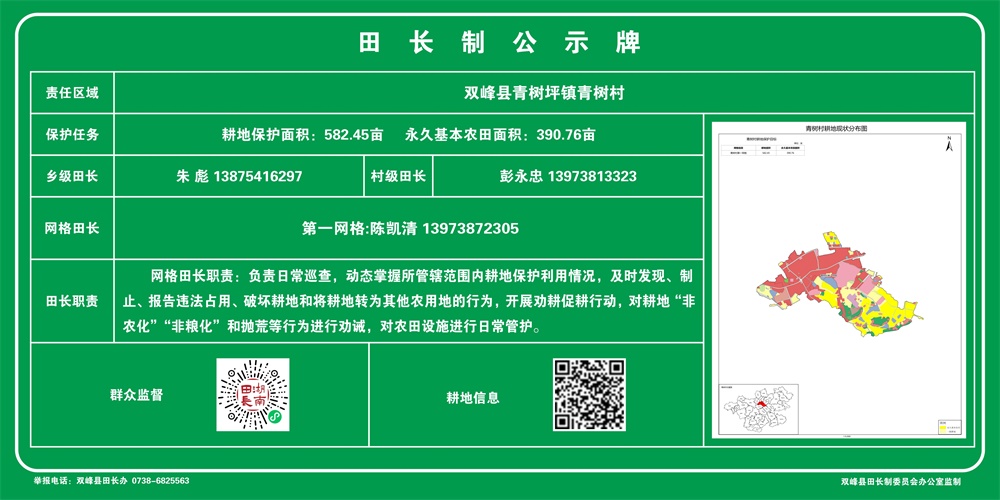 田长制公示牌
责任区域
双峰县青树坪镇青树村
保护任务
耕地保护面积：582.45亩 永久基本农田面积：390.76亩
乡级田长
朱 彪 13875416297
村级田长
彭永忠 13973813323
网格田长
第一网格:陈凯清 13973872305
田长职责
网格田长职责：负责日常巡查，动态掌握所管辖范围内耕地保护利用情况，及时发现、制
止、报告违法占用、破坏耕地和将耕地转为其他农用地的行为，开展劝耕促耕行动，对耕地“非
农化”“非粮化”和抛荒等行为进行劝诫，对农田设施进行日常管护。
青树村耕地现状分布图
N
群众监督
湖南田長
耕地信息
举报电话：双峰县田长办 0738-6825563
双峰县田长制委员会办公室监制